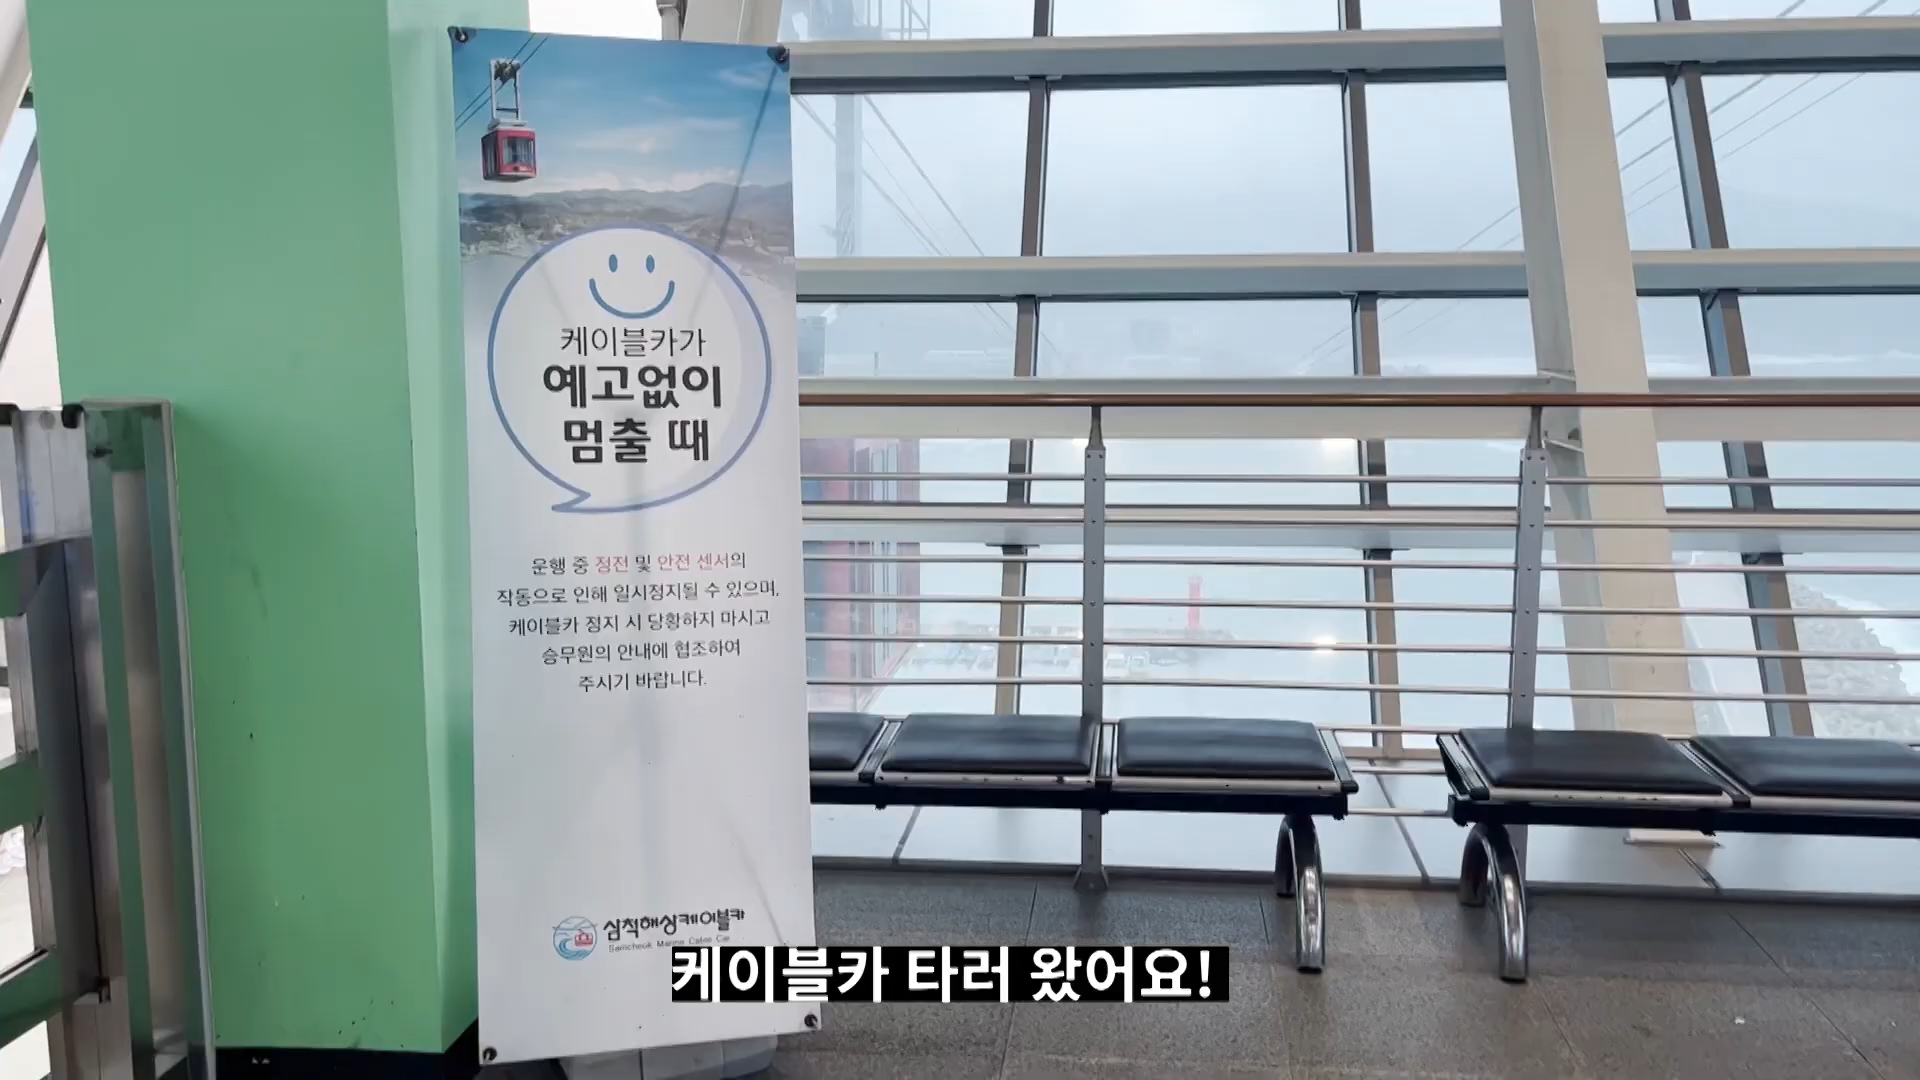 케이블카가
예고없이
멈출 때
운행 중 정전 및 안전 센서의
작동으로 인해 일시정지될 수 있으며,
케이블카 정지 시 당황하지 마시고
승무원의 안내에 협조하여
주시기 바랍니다.
삼척해상케이블카
Samcheok Marine Cable Car
케이블카 타러 왔어요!